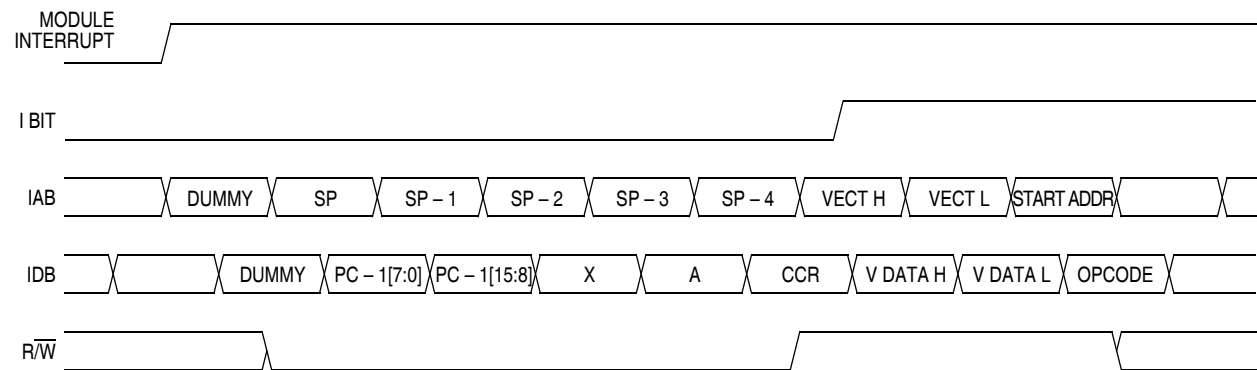 MODULE
INTERRUPT
I BIT
IAB DUMMY SP SP – 1 SP – 2 SP – 3 SP – 4 VECT H VECT L START ADDR
IDB DUMMY PC – 1[7:0] PC – 1[15:8] X A CCR V DATA H V DATA L OPCODE
R/W̅